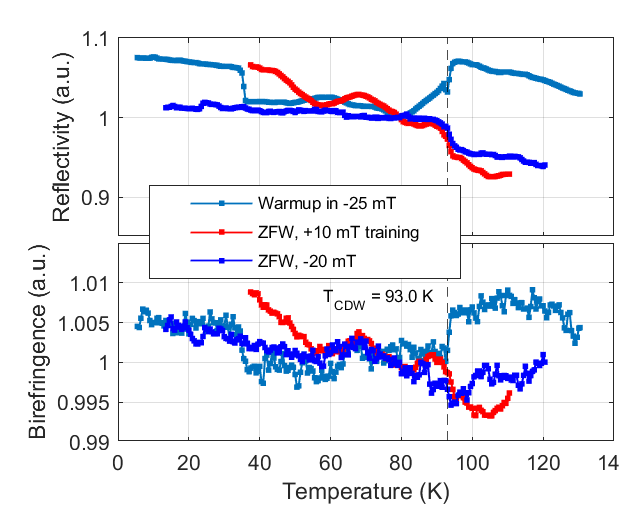 1.1
1
0.9
Reflectivity (a.u.)
Warmup in -25 mT
ZFW, +10 mT training
ZFW, -20 mT
T_CDW = 93.0 K
1.01
1.005
1
0.995
0.99
Birefringence (a.u.)
0 20 40 60 80 100 120 14
Temperature (K)